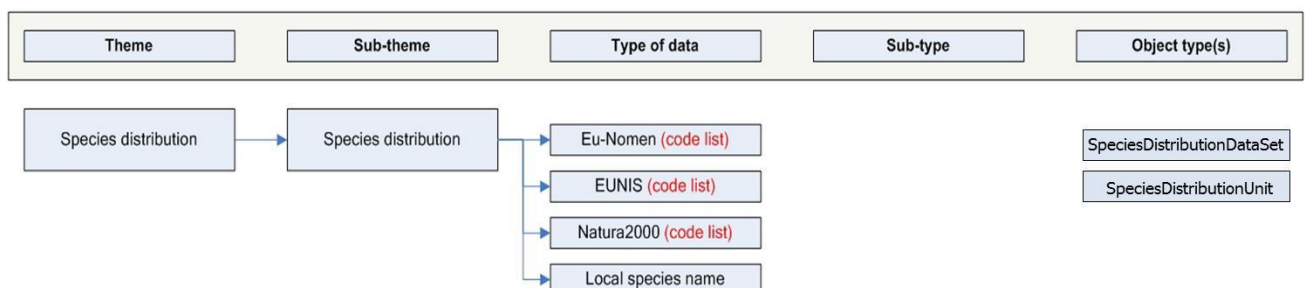 Theme
Sub-theme
Type of data
Sub-type
Object type(s)
Species distribution
Species distribution
Eu-Nomen (code list)
EUNIS (code list)
Natura2000 (code list)
Local species name
SpeciesDistributionDataSet
SpeciesDistributionUnit